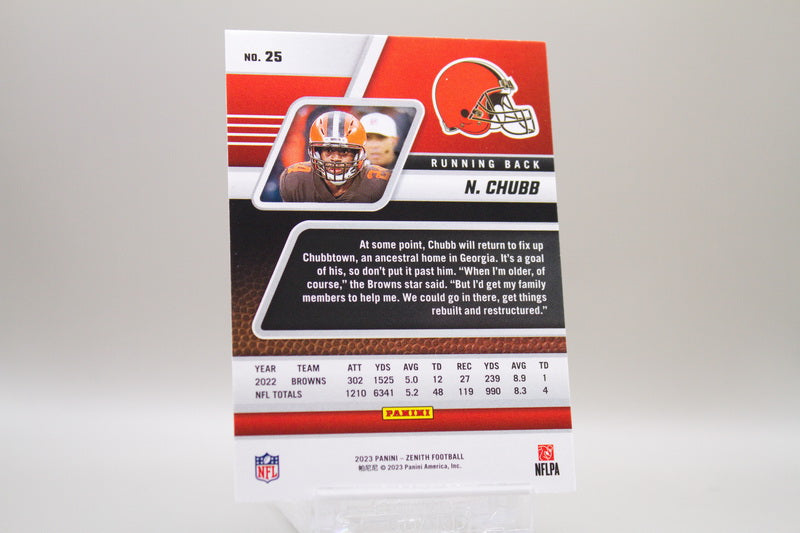 NO. 25
RUNNING BACK
N. CHUBB
At some point, Chubb will return to fix up
Chubbtown, an ancestral home in Georgia. It's a goal
of his, so don't put it past him. “When I'm older, of
course,” the Browns star said. “But I'd get my family
members to help me. We could go in there, get things
rebuilt and restructured.”
YEAR TEAM ATT YDS AVG TD REC YDS AVG TD
2022 BROWNS 302 1525 5.0 12 27 239 8.9 1
NFL TOTALS 1210 6341 5.2 48 119 990 8.3 4
PANINI
2023 PANINI – ZENITH FOOTBALL
帕尼尼 © 2023 Panini America, Inc.
NFL
NFLPA